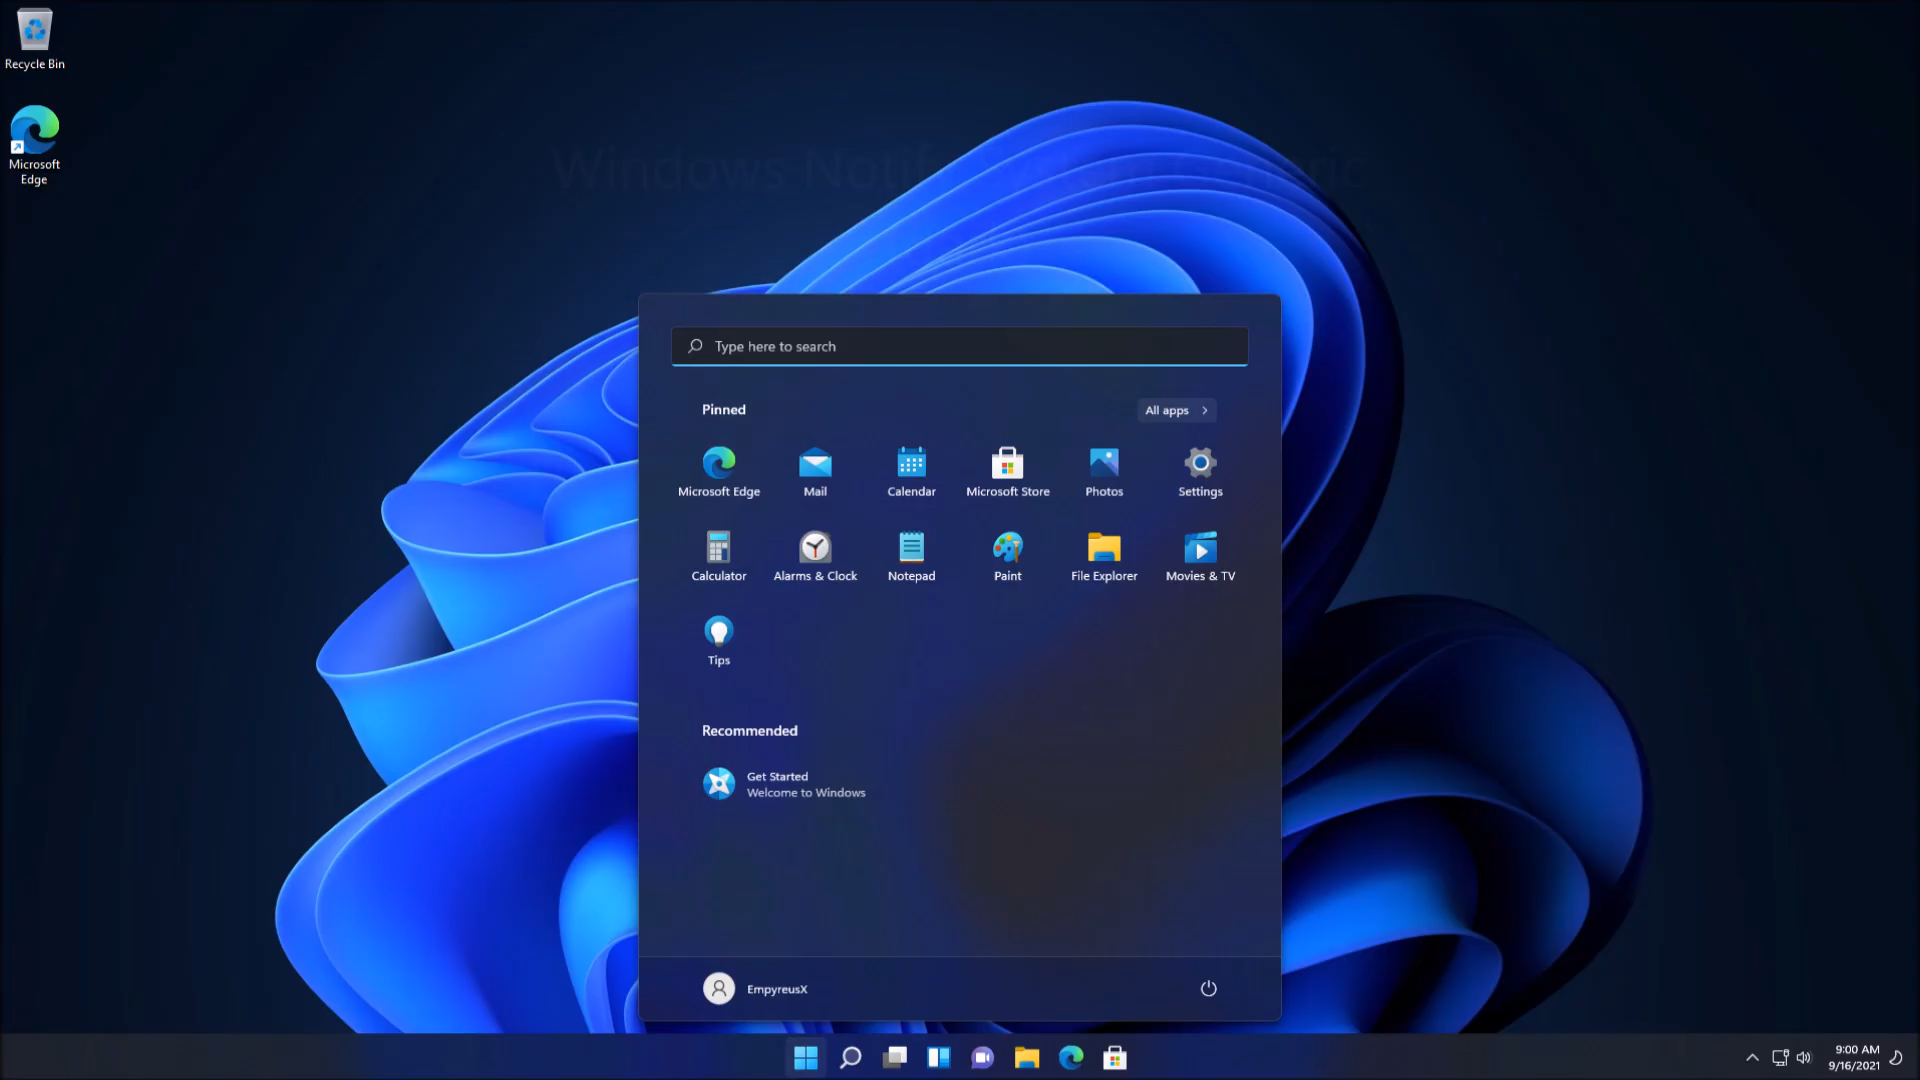 Recycle Bin
Microsoft
Edge
Type here to search
Pinned
All apps
Microsoft Edge
Mail
Calendar
Microsoft Store
Photos
Settings
Calculator
Alarms & Clock
Notepad
Paint
File Explorer
Movies & TV
Tips
Recommended
Get Started
Welcome to Windows
EmpyreusX
9:00 AM
9/16/2021